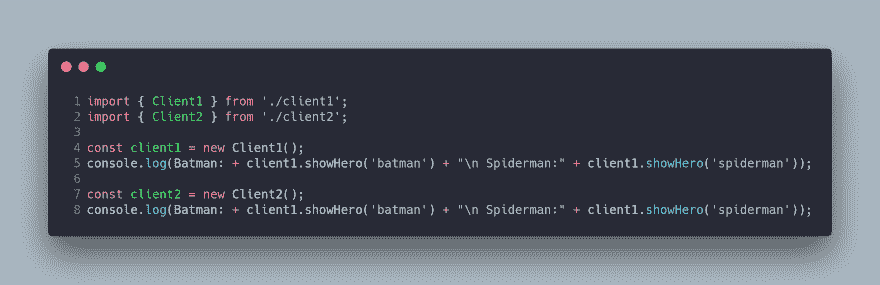 1 import { Client1 } from './client1';
2 import { Client2 } from './client2';
3
4 const client1 = new Client1();
5 console.log(Batman: + client1.showHero('batman') + "\n Spiderman:" + client1.showHero('spiderman'));
6
7 const client2 = new Client2();
8 console.log(Batman: + client1.showHero('batman') + "\n Spiderman:" + client1.showHero('spiderman'));